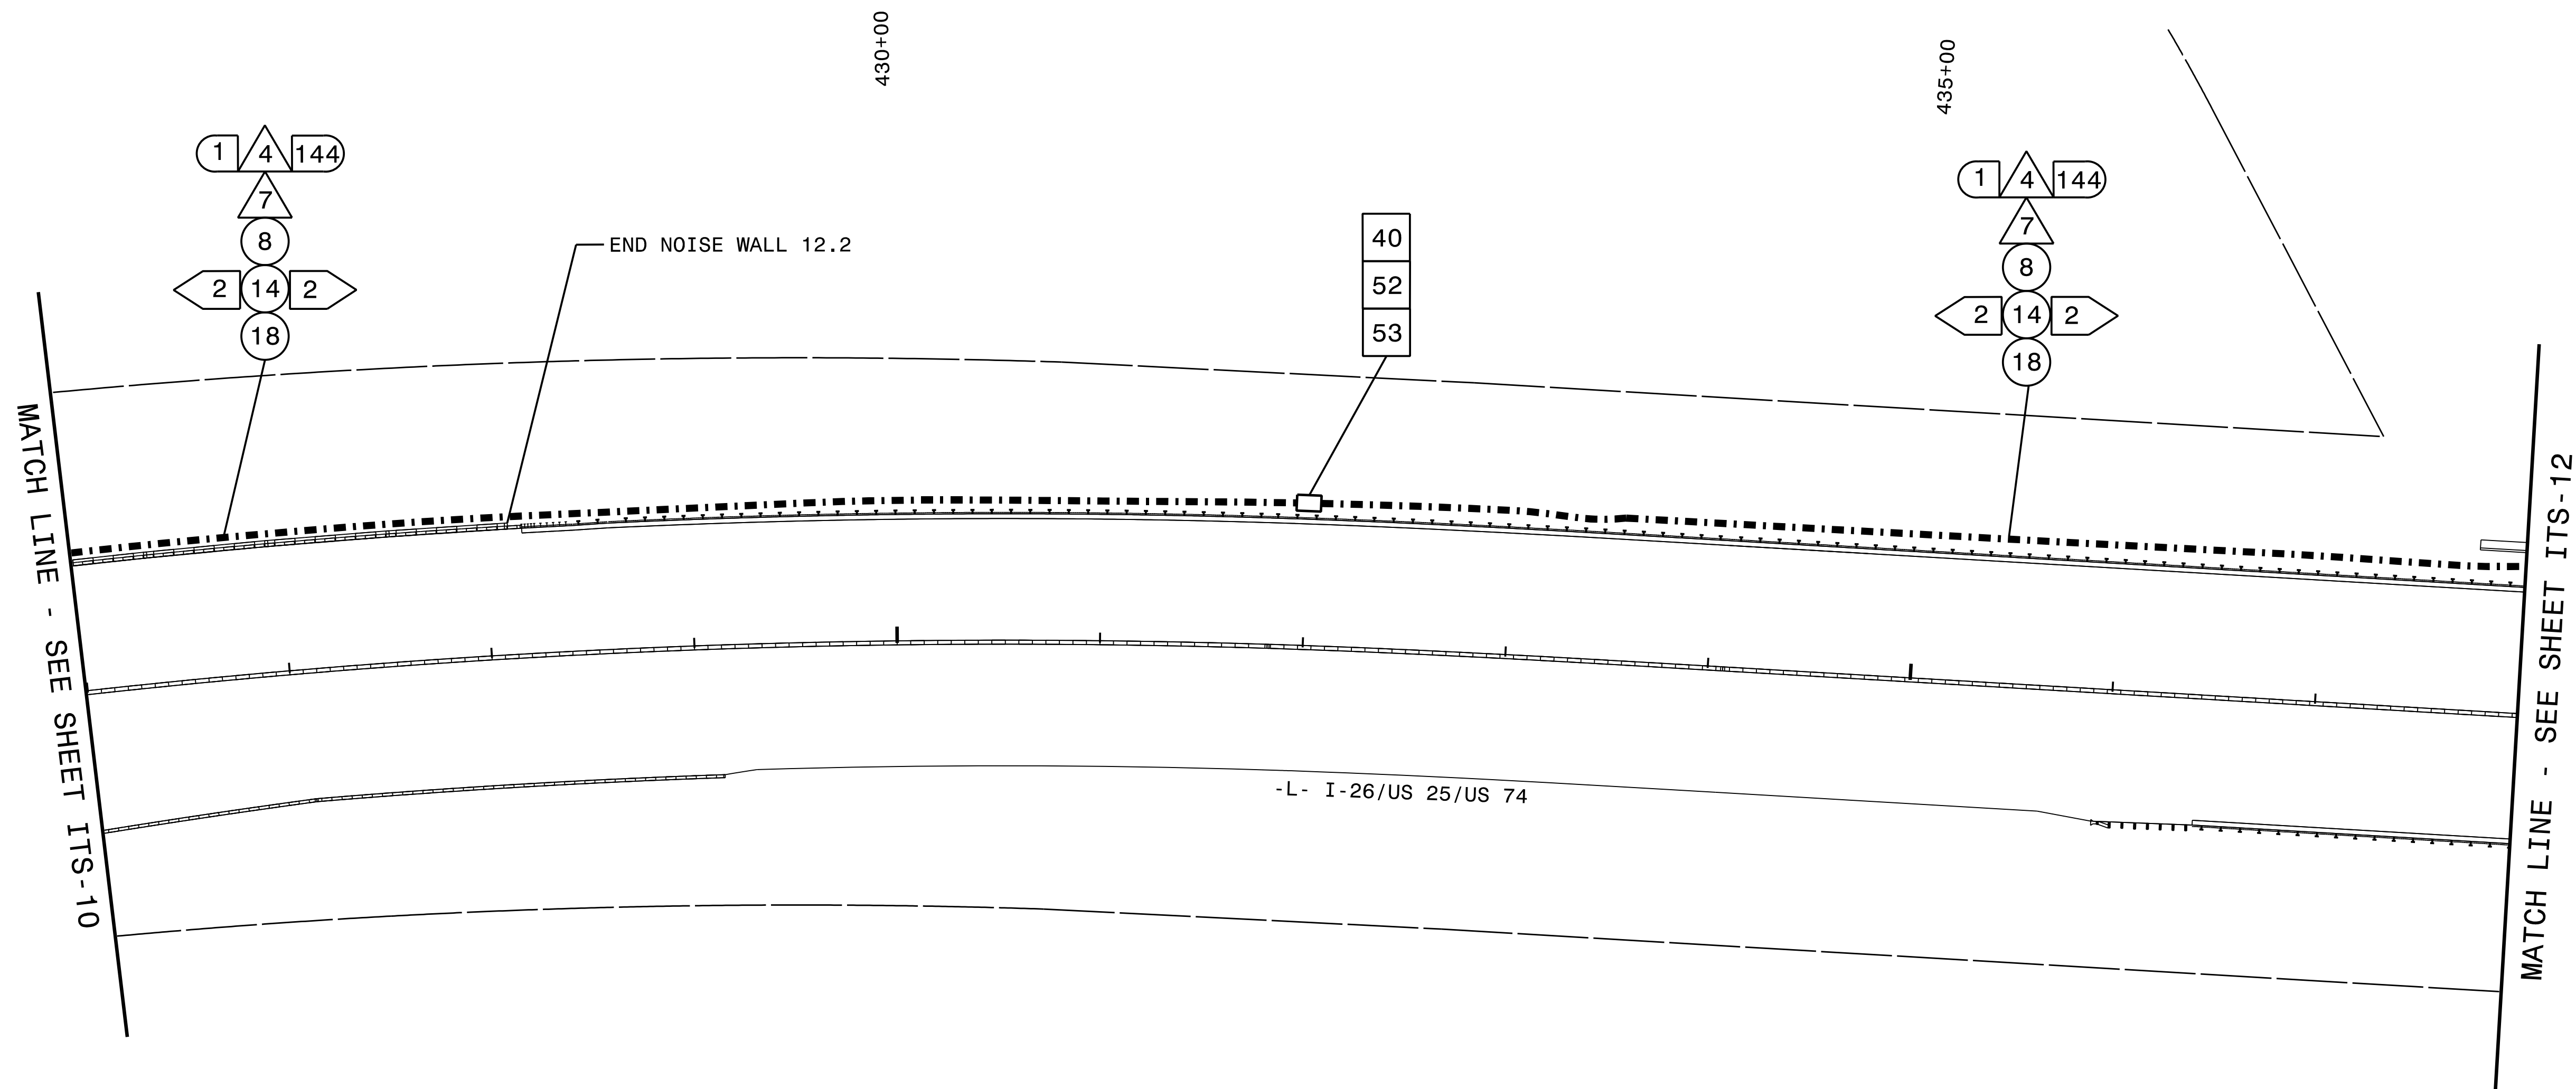 430+00
435+00
1 4 144
7
8
2 14 2
18
END NOISE WALL 12.2
40
52
53
1 4 144
7
8
2 14 2
18
MATCH LINE - SEE SHEET ITS-10
-L- I-26/US 25/US 74
MATCH LINE - SEE SHEET ITS-12